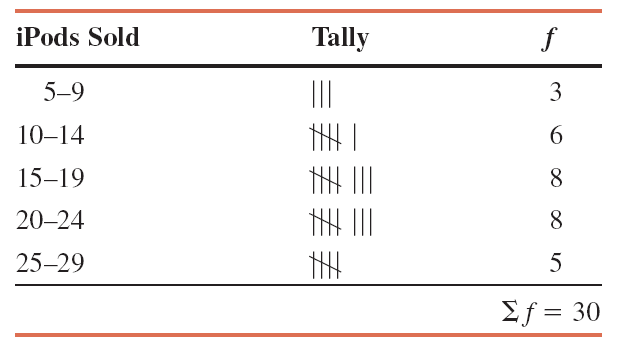 iPods Sold Tally f
5–9 ||| 3
10–14 |||| | 6
15–19 |||| ||| 8
20–24 |||| ||| 8
25–29 |||| 5
Σf = 30